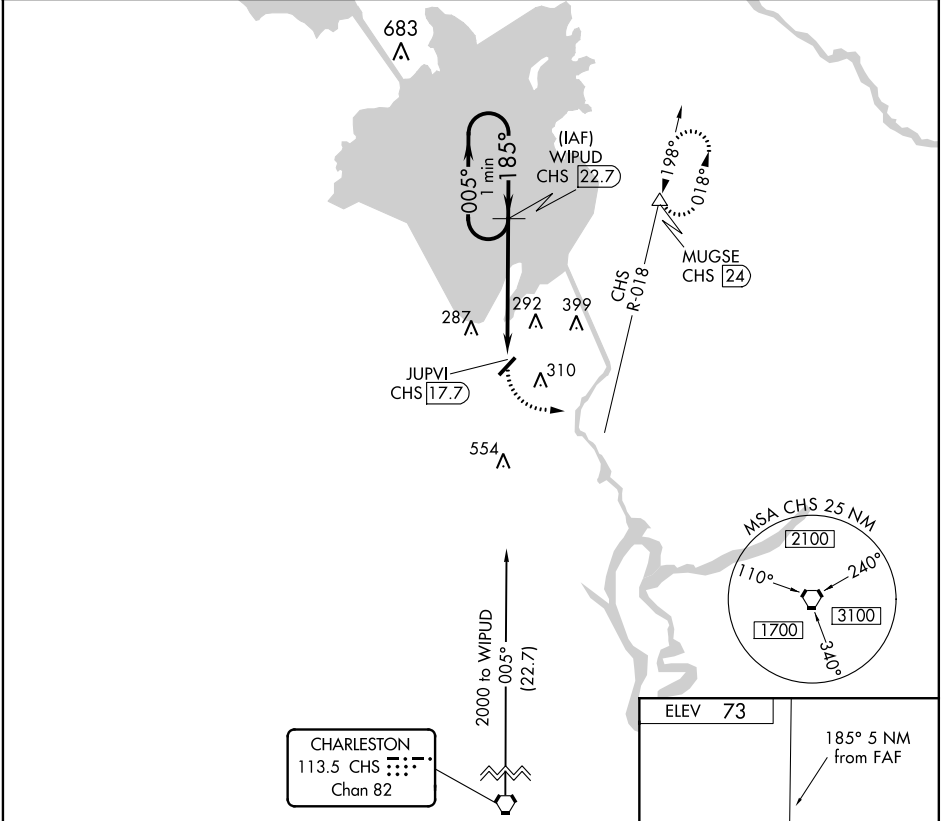 683
(IAF)
WIPUD
CHS 22.7
005°
1 min
185°
198°
018°
MUGSE
CHS 24
CHS
R-018
287
292
399
JUPVI
CHS 17.7
310
554
MSA CHS 25 NM
2100
110°
240°
1700
3100
340°
2000 to WIPUD
005°
(22.7)
CHARLESTON
113.5 CHS
Chan 82
ELEV 73
185° 5 NM
from FAF